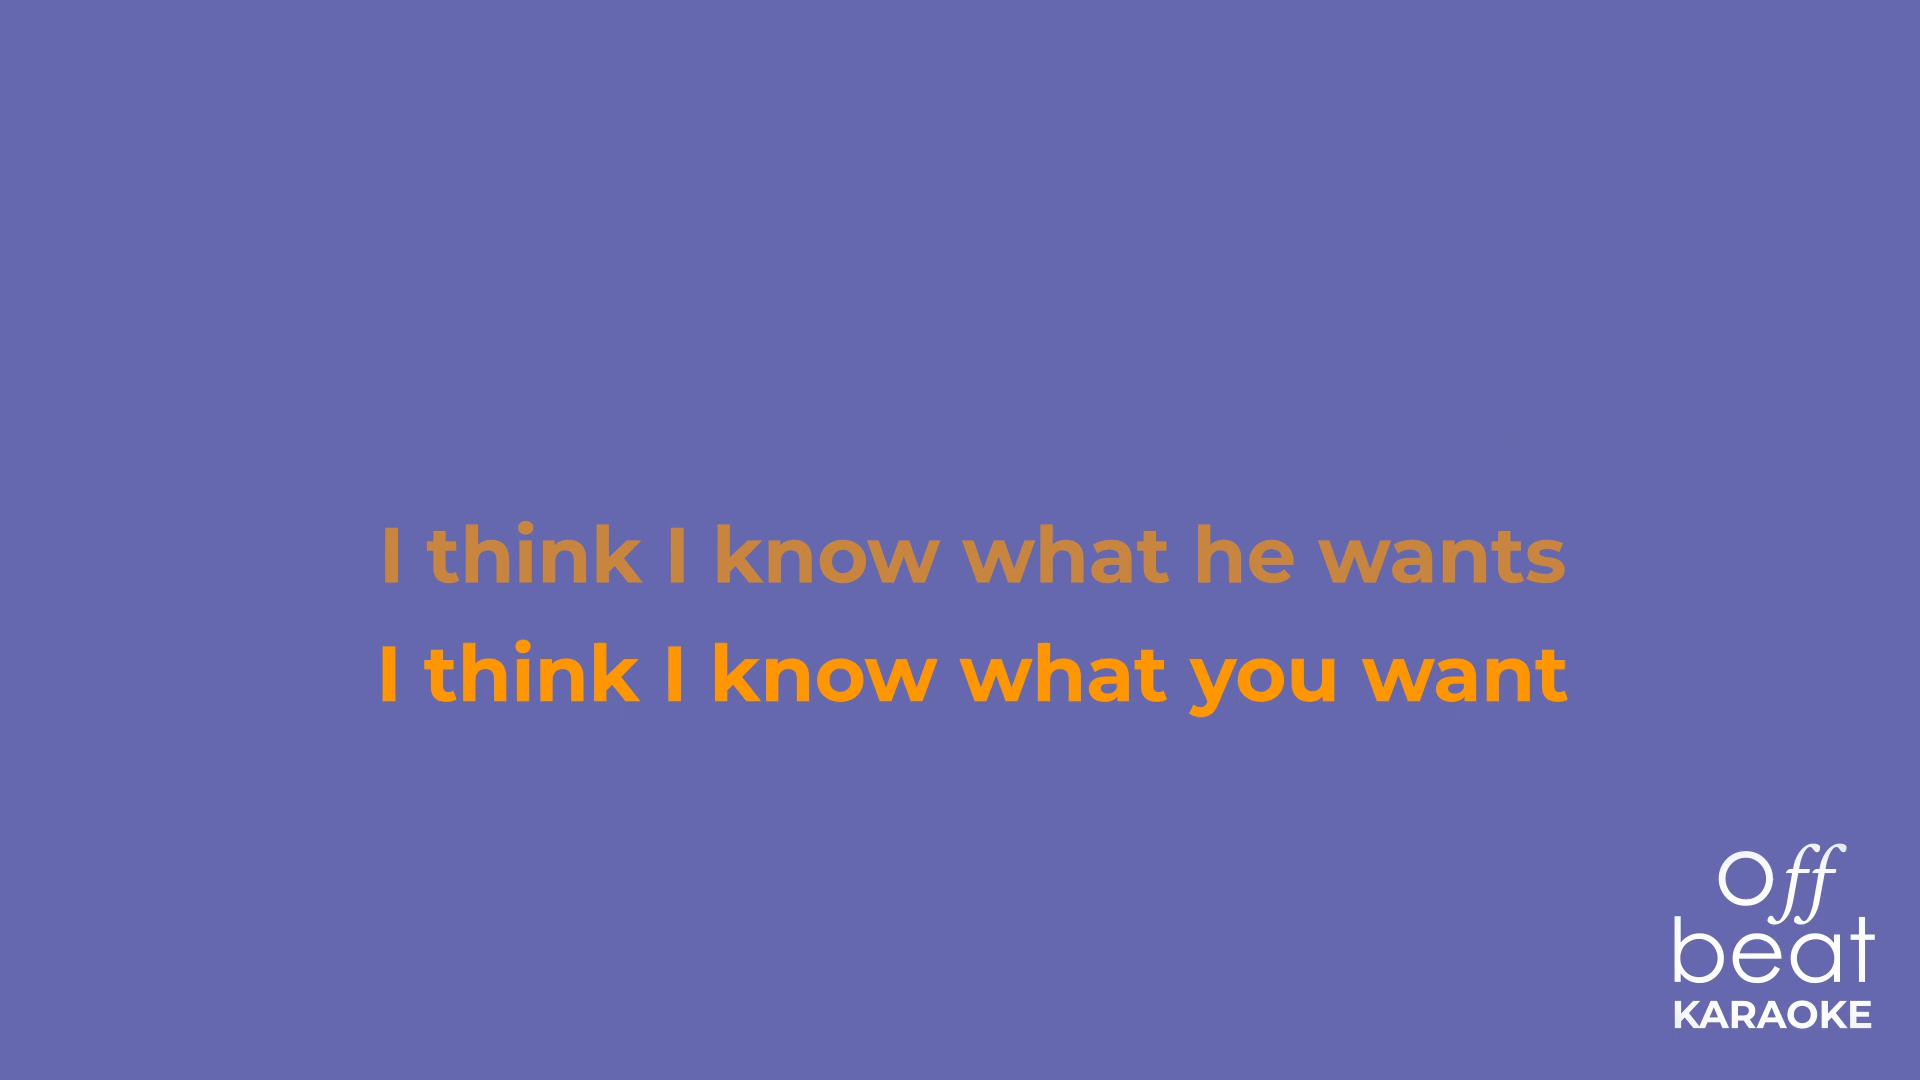 I think I know what he wants
I think I know what you want
Off
beat
KARAOKE